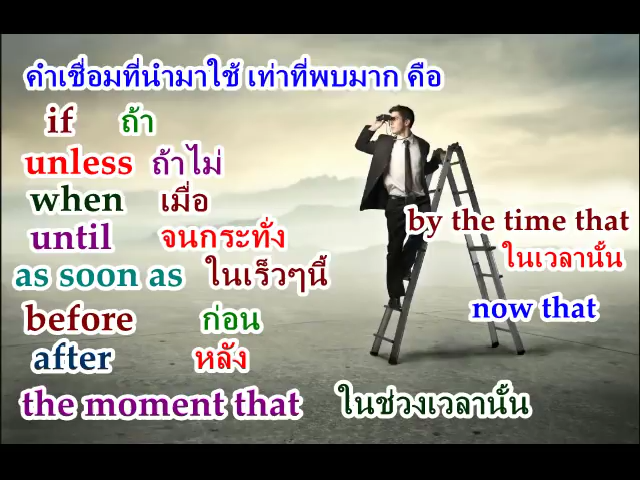 คำเชื่อมที่นำมาใช้ เท่าที่พบมาก คือ
if ถ้า
unless ถ้าไม่
when เมื่อ
until จนกระทั่ง
as soon as ในเร็วๆนี้
before ก่อน
after หลัง
the moment that ในช่วงเวลานั้น
by the time that
ในเวลานั้น
now that